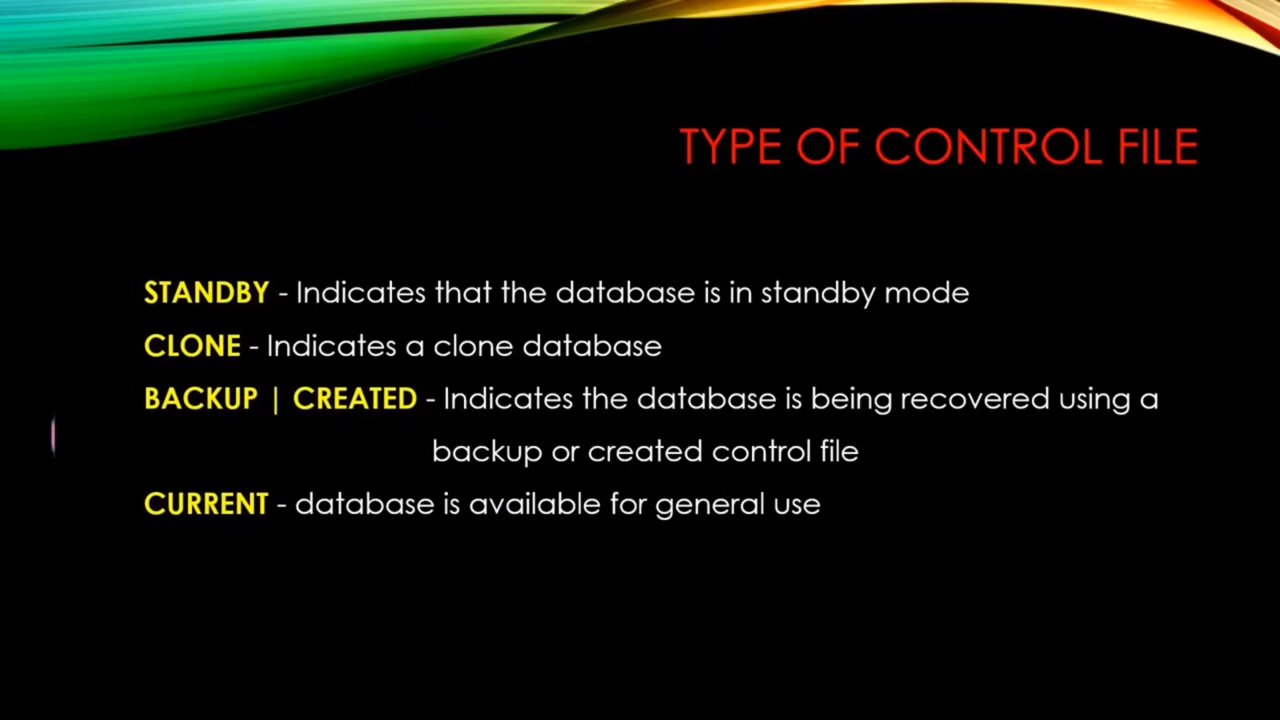 TYPE OF CONTROL FILE
STANDBY - Indicates that the database is in standby mode
CLONE - Indicates a clone database
BACKUP | CREATED - Indicates the database is being recovered using a
backup or created control file
CURRENT - database is available for general use